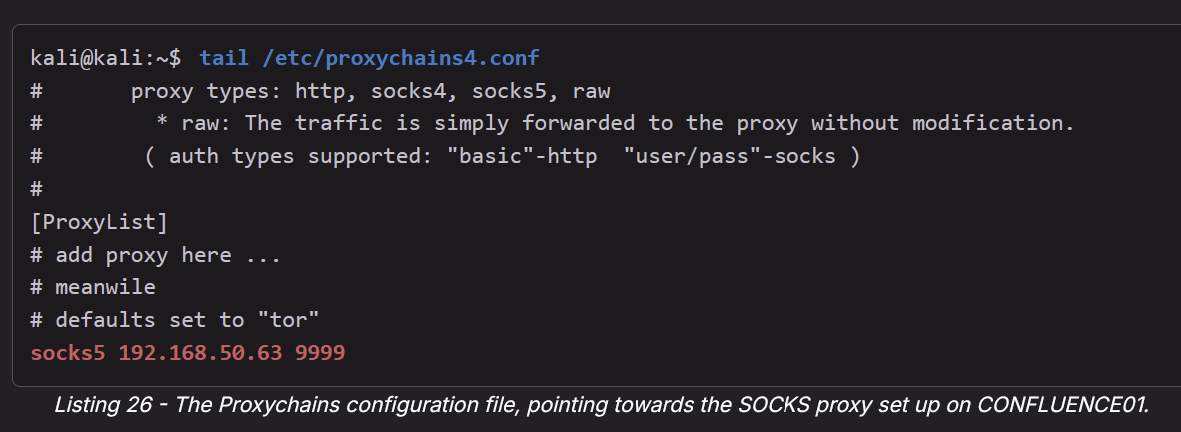 kali@kali:~$ tail /etc/proxychains4.conf
#       proxy types: http, socks4, socks5, raw
#         * raw: The traffic is simply forwarded to the proxy without modification.
#        ( auth types supported: "basic"-http  "user/pass"-socks )
#
[ProxyList]
# add proxy here ...
# meanwile
# defaults set to "tor"
socks5 192.168.50.63 9999
Listing 26 - The Proxychains configuration file, pointing towards the SOCKS proxy set up on CONFLUENCE01.